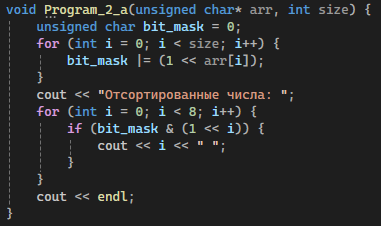 void Program_2_a(unsigned char* arr, int size) {
    unsigned char bit_mask = 0;
    for (int i = 0; i < size; i++) {
        bit_mask |= (1 << arr[i]);
    }
    cout << "Отсортированные числа: ";
    for (int i = 0; i < 8; i++) {
        if (bit_mask & (1 << i)) {
            cout << i << " ";
        }
    }
    cout << endl;
}